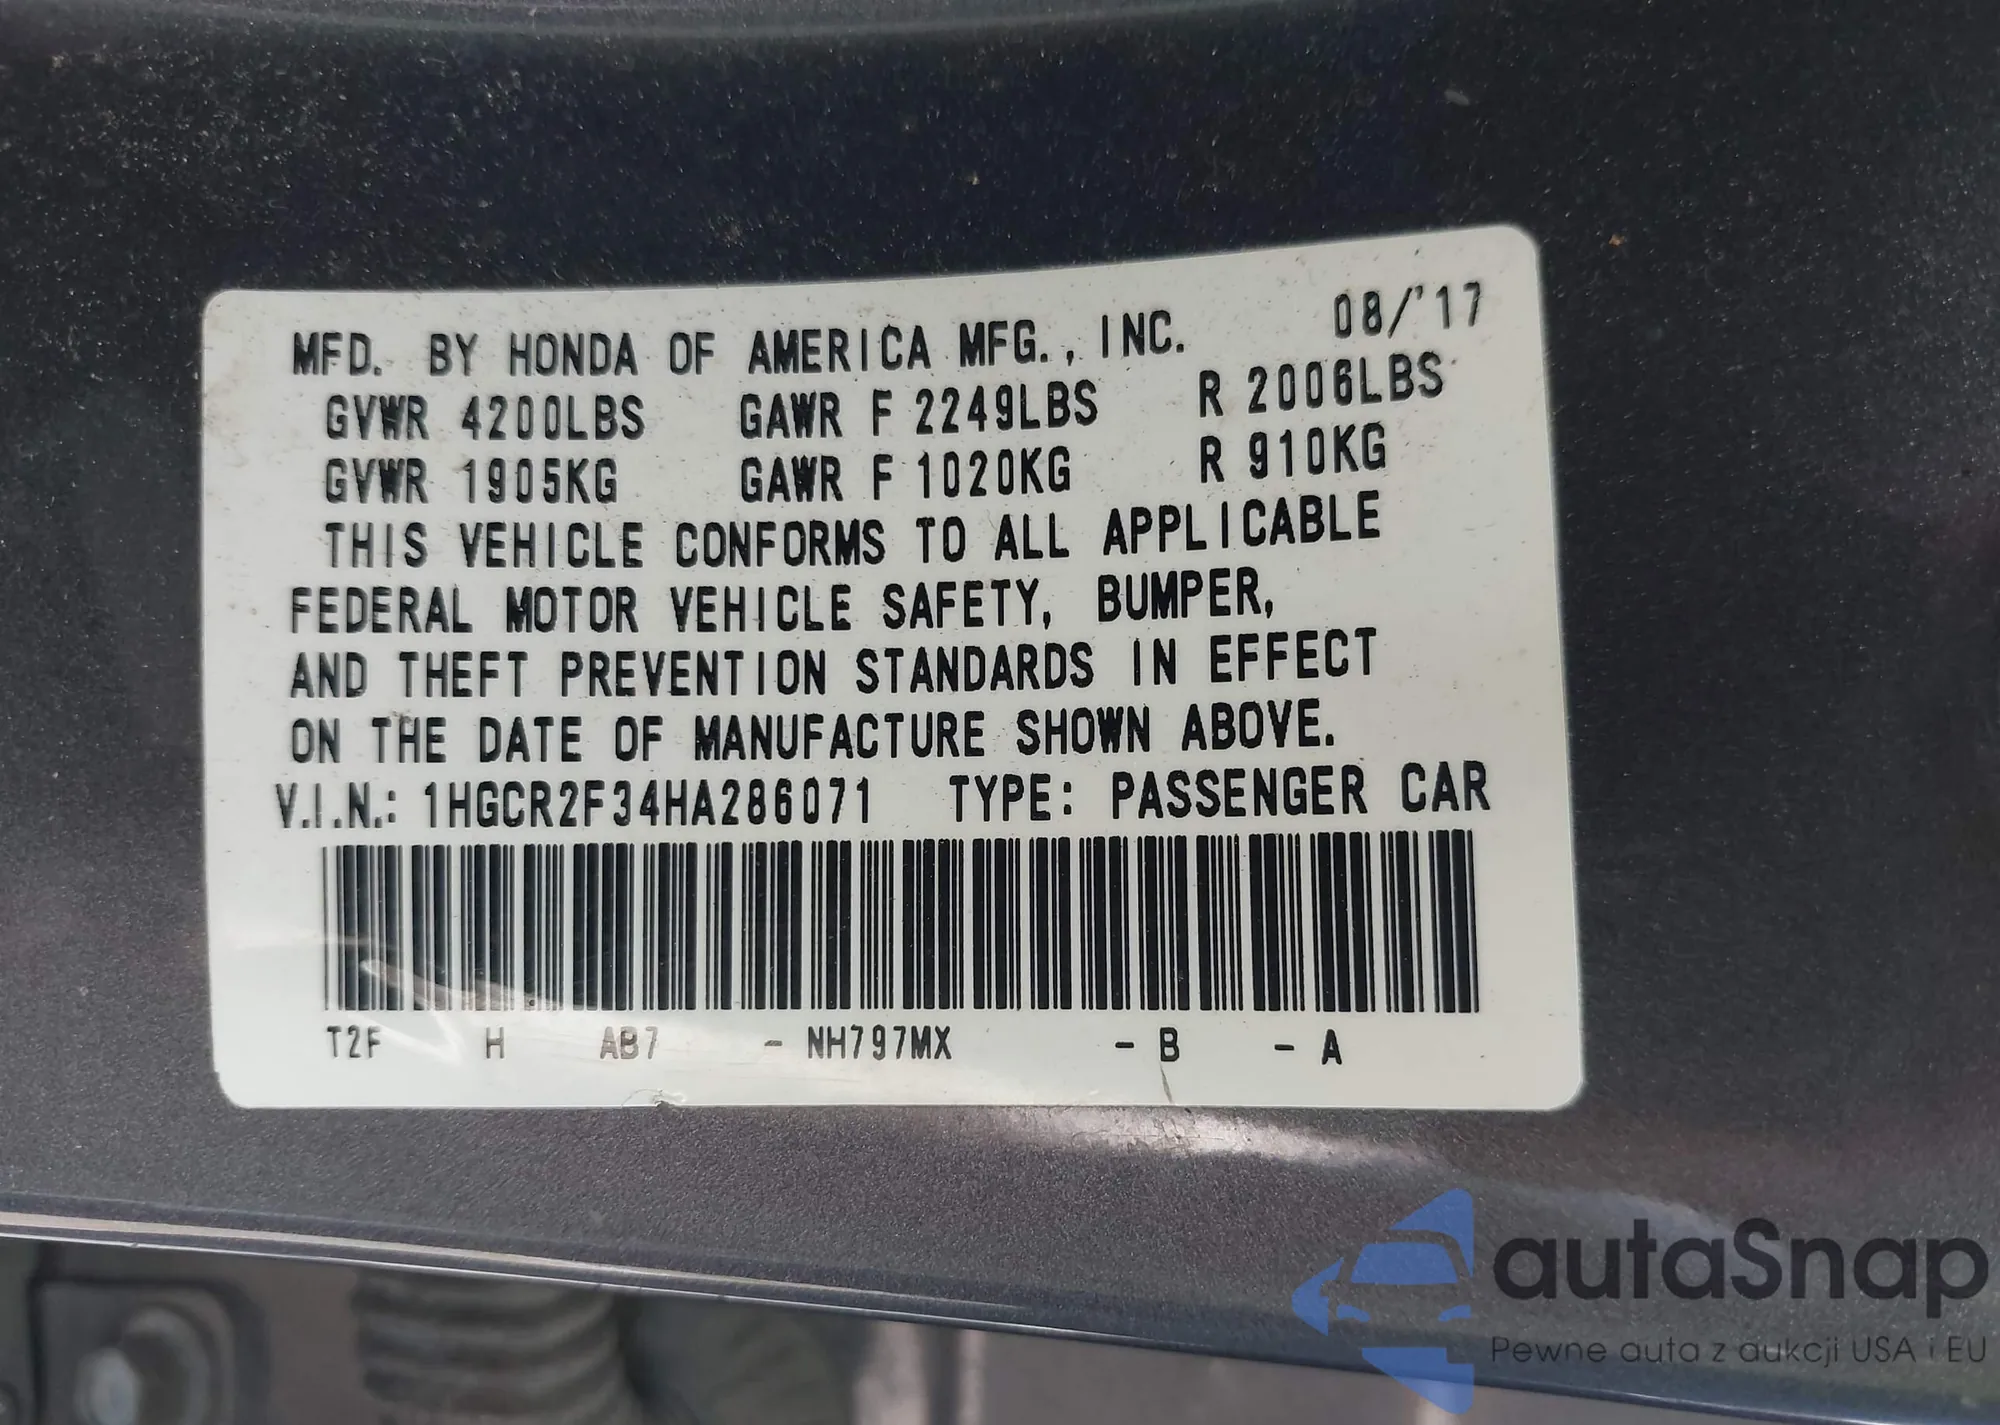 MFD. BY HONDA OF AMERICA MFG., INC. 08/'17
GVWR 4200LBS GAWR F 2249LBS R 2006LBS
GVWR 1905KG GAWR F 1020KG R 910KG
THIS VEHICLE CONFORMS TO ALL APPLICABLE
FEDERAL MOTOR VEHICLE SAFETY, BUMPER,
AND THEFT PREVENTION STANDARDS IN EFFECT
ON THE DATE OF MANUFACTURE SHOWN ABOVE.
V.I.N.: 1HGCR2F34HA286071 TYPE: PASSENGER CAR
T2F H AB7 - NH797MX - B - A
autaSnap
Pewne auta z aukcji USA i EU